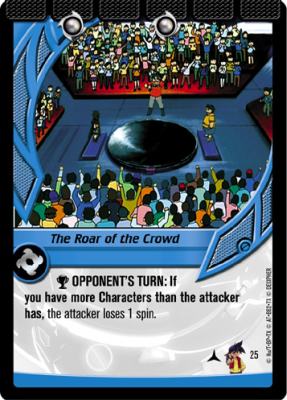 The Roar of the Crowd
OPPONENT'S TURN: If
you have more Characters than the attacker
has, the attacker loses 1 spin.
25